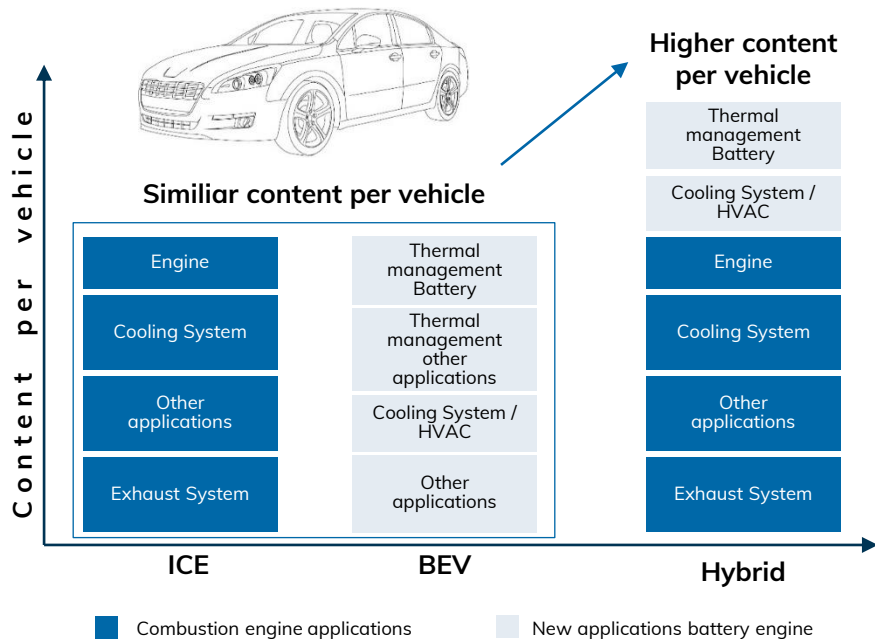 Higher content
per vehicle
Content per vehicle
Similiar content per vehicle
Engine
Cooling System
Other
applications
Exhaust System
ICE
Thermal
management
Battery
Thermal
management
other
applications
Cooling System /
HVAC
Other
applications
BEV
Thermal
management
Battery
Cooling System /
HVAC
Engine
Cooling System
Other
applications
Exhaust System
Hybrid
Combustion engine applications
New applications battery engine